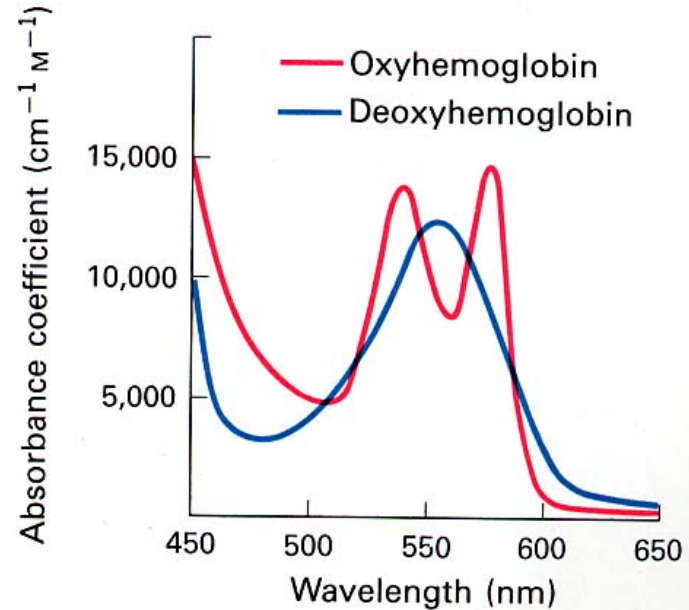 Absorbance coefficient (cm⁻¹ M⁻¹)
Oxyhemoglobin
Deoxyhemoglobin
15,000
10,000
5,000
450 500 550 600 650
Wavelength (nm)